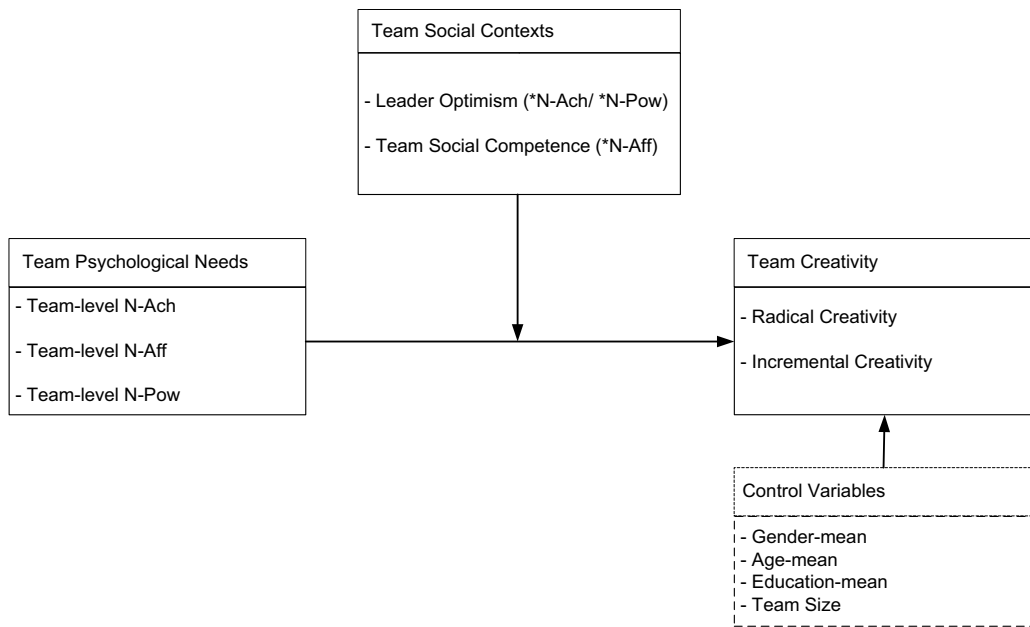 Team Social Contexts
- Leader Optimism (*N-Ach/ *N-Pow)
- Team Social Competence (*N-Aff)
Team Psychological Needs
- Team-level N-Ach
- Team-level N-Aff
- Team-level N-Pow
Team Creativity
- Radical Creativity
- Incremental Creativity
Control Variables
- Gender-mean
- Age-mean
- Education-mean
- Team Size